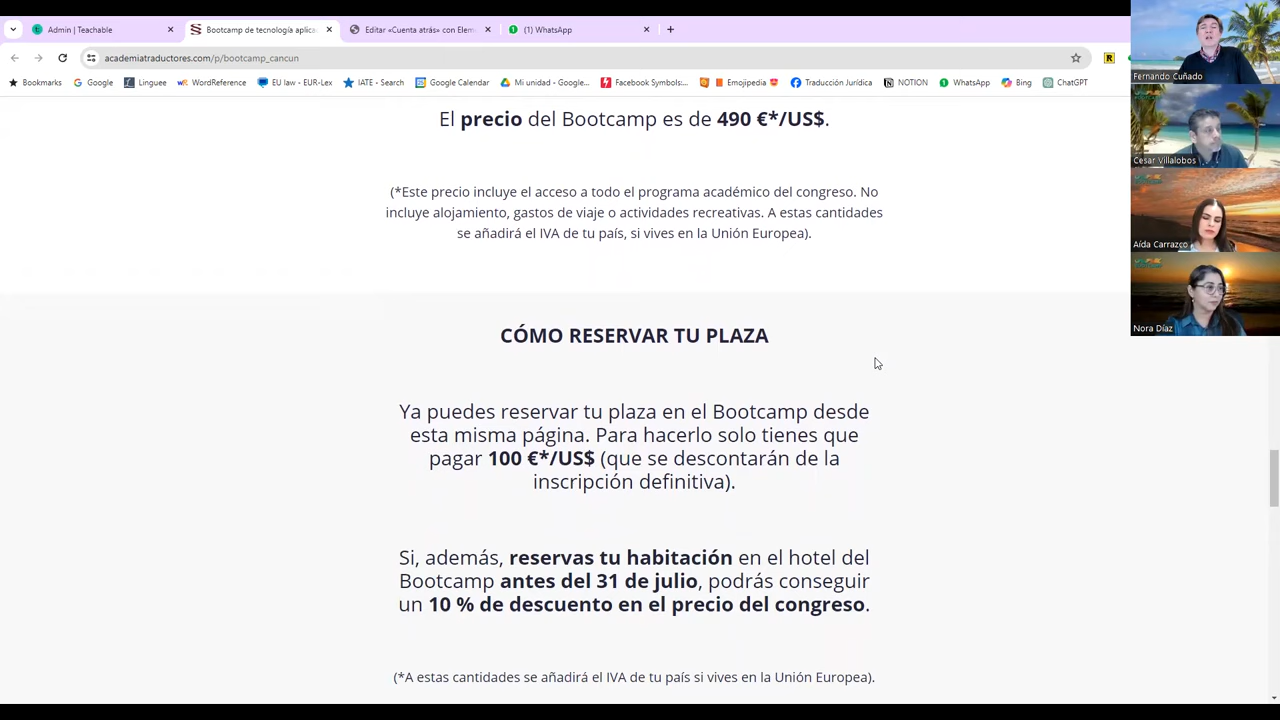 Admin | Teachable
Bootcamp de tecnología aplica
Editar «Cuenta atrás» con Elem
(1) WhatsApp
academiatraductores.com/p/bootcamp_cancun
Bookmarks
Google
Linguee
WordReference
EU law - EUR-Lex
IATE - Search
Google Calendar
Mi unidad - Google...
Facebook Symbols:...
Emojipedia
Traducción Jurídica
NOTION
WhatsApp
Bing
ChatGPT
El precio del Bootcamp es de 490 €*/US$.
(*Este precio incluye el acceso a todo el programa académico del congreso. No
incluye alojamiento, gastos de viaje o actividades recreativas. A estas cantidades
se añadirá el IVA de tu país, si vives en la Unión Europea).
CÓMO RESERVAR TU PLAZA
Ya puedes reservar tu plaza en el Bootcamp desde
esta misma página. Para hacerlo solo tienes que
pagar 100 €*/US$ (que se descontarán de la
inscripción definitiva).
Si, además, reservas tu habitación en el hotel del
Bootcamp antes del 31 de julio, podrás conseguir
un 10 % de descuento en el precio del congreso.
(*A estas cantidades se añadirá el IVA de tu país si vives en la Unión Europea).
Fernando Cuñado
Cesar Villalobos
Aída Carrazco
Nora Díaz